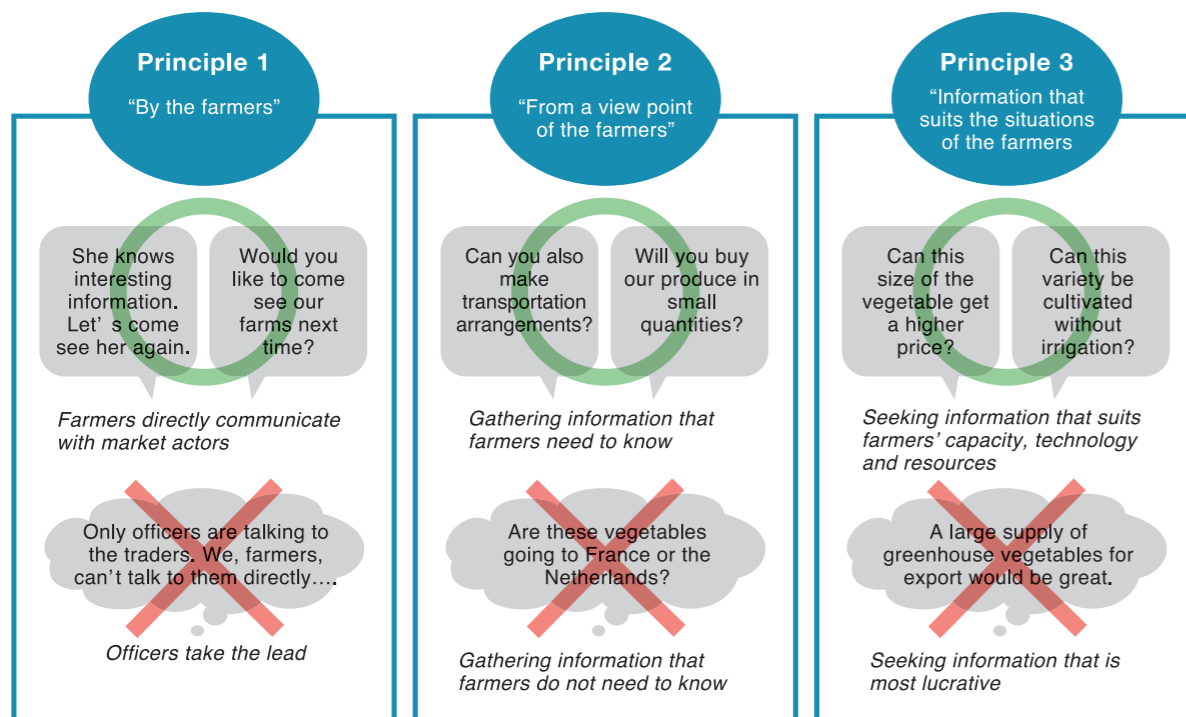 Principle 1
“By the farmers”
She knows
interesting
information.
Let’ s come
see her again.
Would you
like to come
see our
farms next
time?
Farmers directly communicate
with market actors
Only officers are talking to
the traders. We, farmers,
can’t talk to them directly….
Officers take the lead
Principle 2
“From a view point
of the farmers”
Can you also
make
transportation
arrangements?
Will you buy
our produce in
small
quantities?
Gathering information that
farmers need to know
Are these vegetables
going to France or the
Netherlands?
Gathering information that
farmers do not need to know
Principle 3
“Information that
suits the situations
of the farmers
Can this
size of the
vegetable get
a higher
price?
Can this
variety be
cultivated
without
irrigation?
Seeking information that suits
farmers’ capacity, technology
and resources
A large supply of
greenhouse vegetables for
export would be great.
Seeking information that is
most lucrative